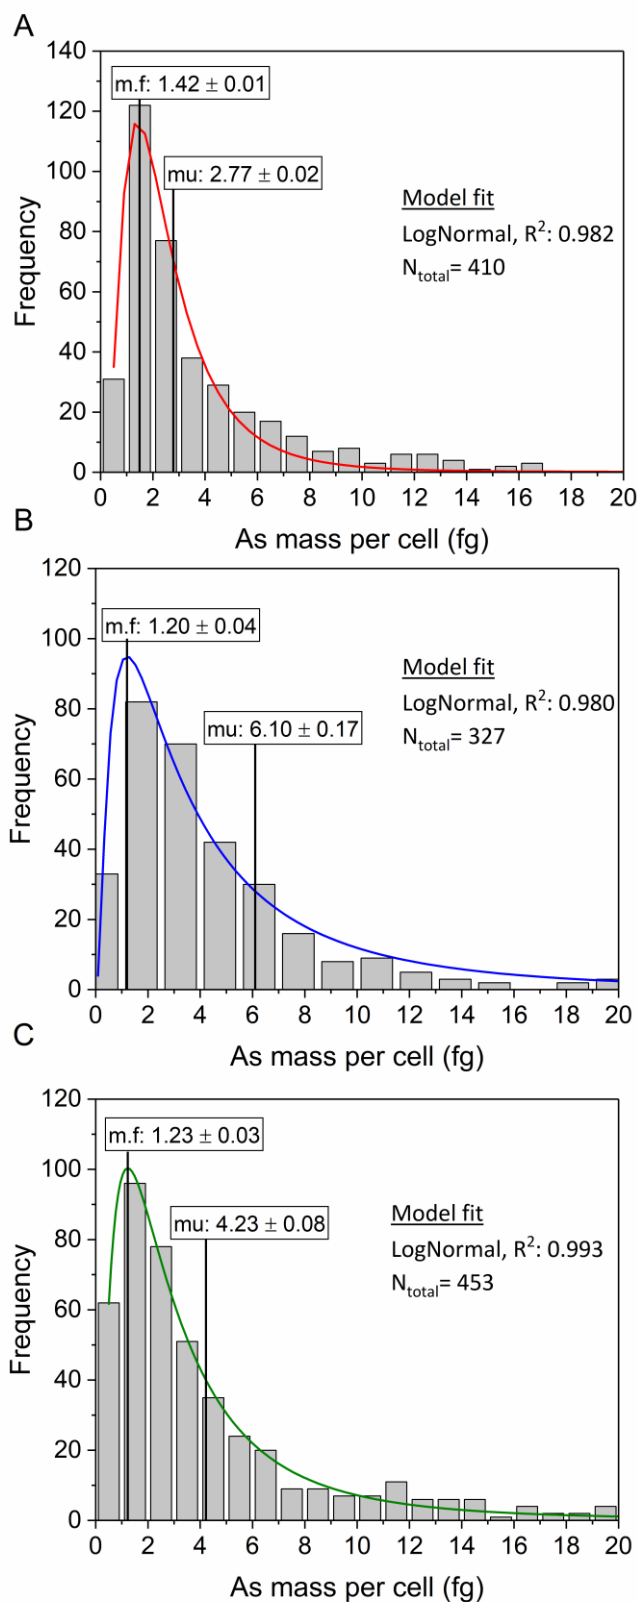 A
140
120
100
80
60
40
20
0
Frequency
m.f: 1.42 ± 0.01
mu: 2.77 ± 0.02
Model fit
LogNormal, R²: 0.982
N_total= 410
0 2 4 6 8 10 12 14 16 18 20
As mass per cell (fg)
B
120
100
80
60
40
20
0
Frequency
m.f: 1.20 ± 0.04
mu: 6.10 ± 0.17
Model fit
LogNormal, R²: 0.980
N_total= 327
0 2 4 6 8 10 12 14 16 18 20
As mass per cell (fg)
C
120
100
80
60
40
20
0
Frequency
m.f: 1.23 ± 0.03
mu: 4.23 ± 0.08
Model fit
LogNormal, R²: 0.993
N_total= 453
0 2 4 6 8 10 12 14 16 18 20
As mass per cell (fg)